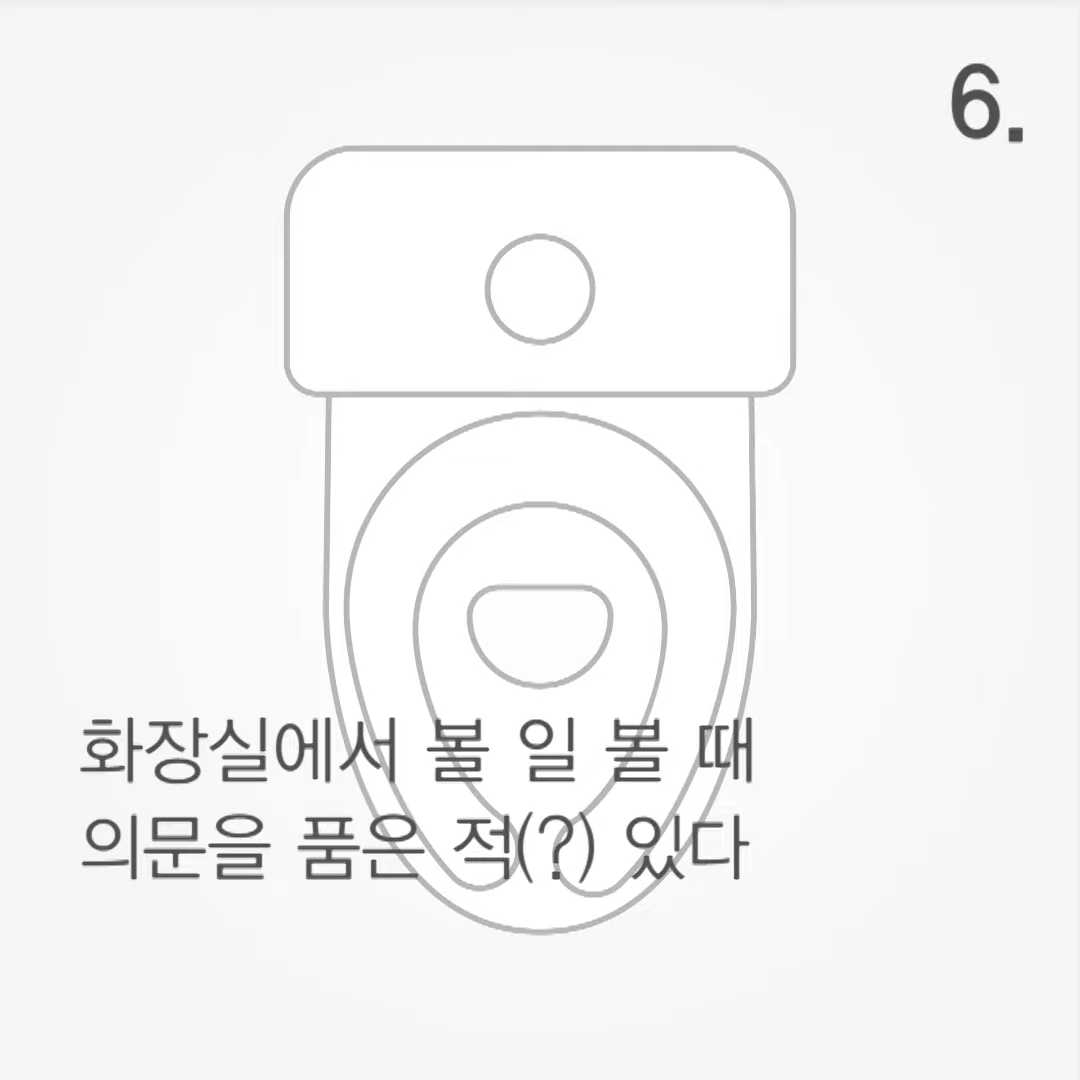 6.
화장실에서 볼 일 볼 때
의문을 품은 적(?) 있다